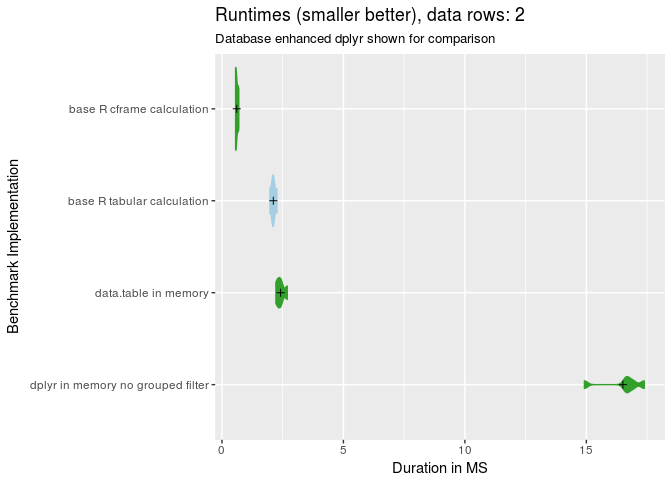 Runtimes (smaller better), data rows: 2
Database enhanced dplyr shown for comparison
Benchmark Implementation
base R cframe calculation
base R tabular calculation
data.table in memory
dplyr in memory no grouped filter
0 5 10 15
Duration in MS